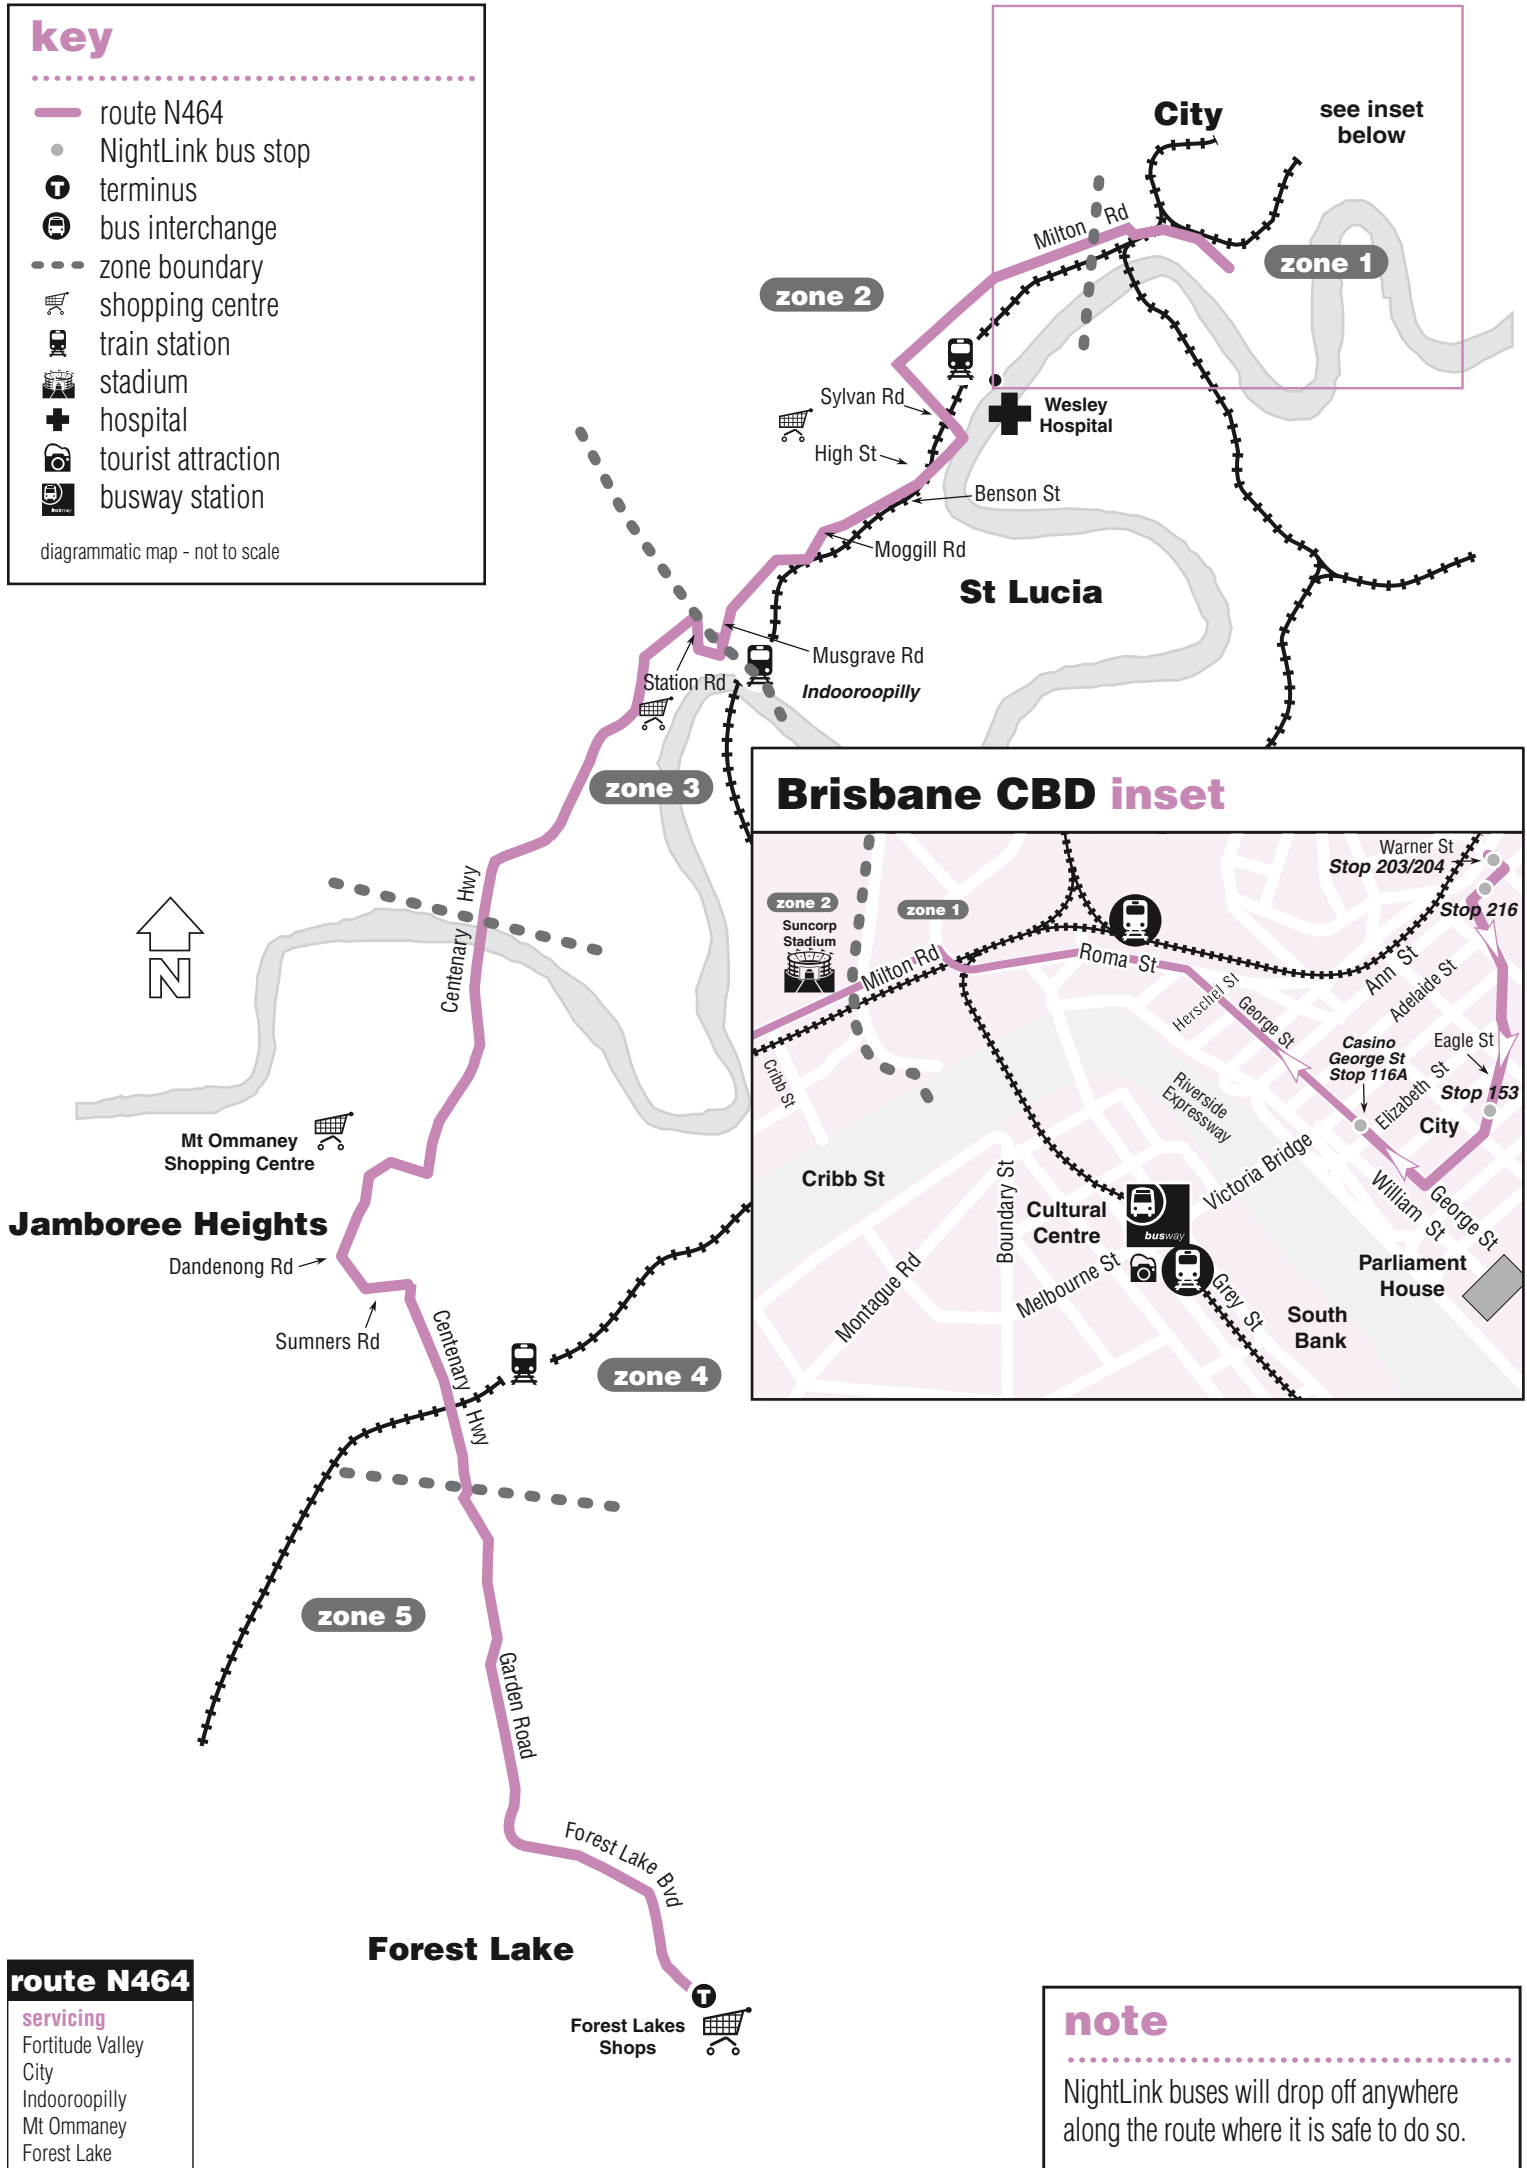 key
route N464
NightLink bus stop
terminus
bus interchange
zone boundary
shopping centre
train station
stadium
hospital
tourist attraction
busway station
diagrammatic map - not to scale
City
see inset
below
Milton Rd
zone 1
zone 2
Sylvan Rd
Wesley
Hospital
High St
Benson St
Moggill Rd
St Lucia
Musgrave Rd
Station Rd
Indooroopilly
zone 3
Centenary Hwy
N
Mt Ommaney
Shopping Centre
Jamboree Heights
Dandenong Rd
Sumners Rd
Centenary Hwy
zone 4
zone 5
Garden Road
Forest Lake Bvd
Forest Lake
T
Forest Lakes
Shops
Brisbane CBD inset
Warner St
Stop 203/204
zone 2
zone 1
Stop 216
Suncorp
Stadium
Milton Rd
Roma St
Ann St
Adelaide St
Herschel St
George St
Casino
George St
Stop 116A
Eagle St
Elizabeth St
Stop 153
City
Cribb St
Riverside
Expressway
Victoria Bridge
Cribb St
Boundary St
Cultural
Centre
busway
William St
George St
Melbourne St
Montague Rd
Grey St
Parliament
House
South
Bank
route N464
servicing
Fortitude Valley
City
Indooroopilly
Mt Ommaney
Forest Lake
note
NightLink buses will drop off anywhere
along the route where it is safe to do so.